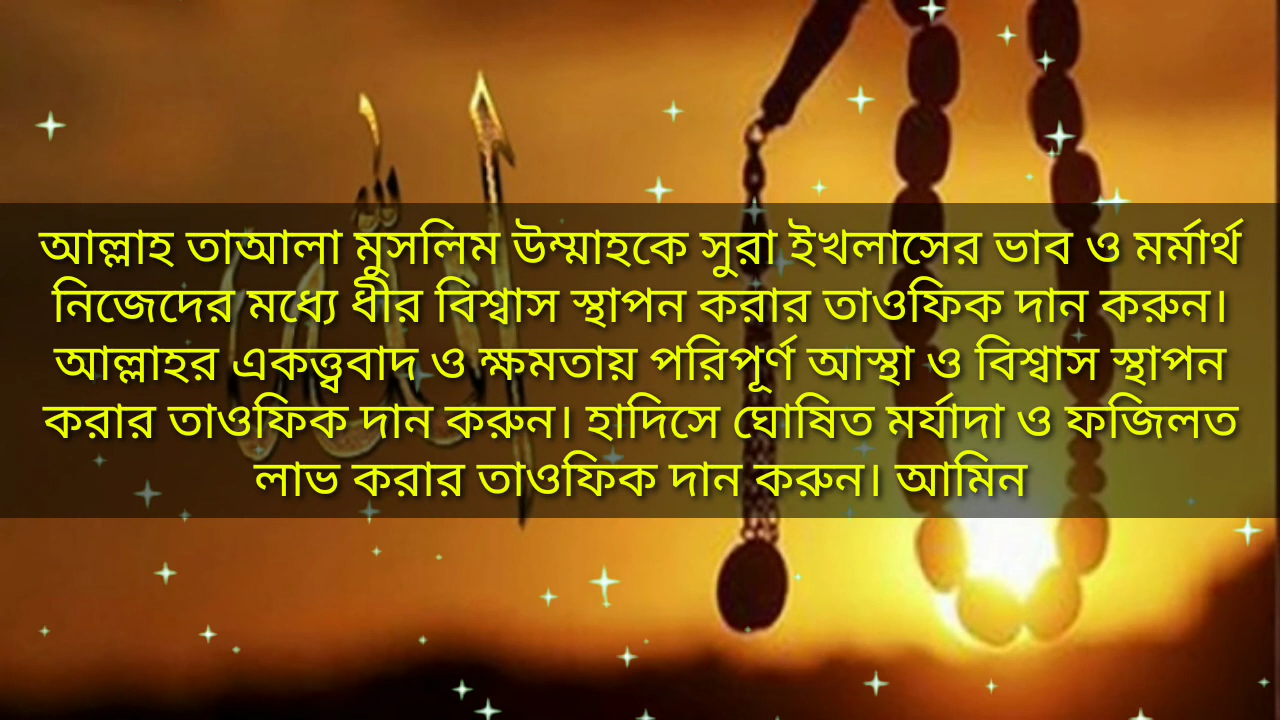 الله
আল্লাহ তাআলা মুসলিম উম্মাহকে সুরা ইখলাসের ভাব ও মর্মার্থ
নিজেদের মধ্যে ধীর বিশ্বাস স্থাপন করার তাওফিক দান করুন।
আল্লাহর একত্ত্ববাদ ও ক্ষমতায় পরিপূর্ণ আস্থা ও বিশ্বাস স্থাপন
করার তাওফিক দান করুন। হাদিসে ঘোষিত মর্যাদা ও ফজিলত
লাভ করার তাওফিক দান করুন। আমিন